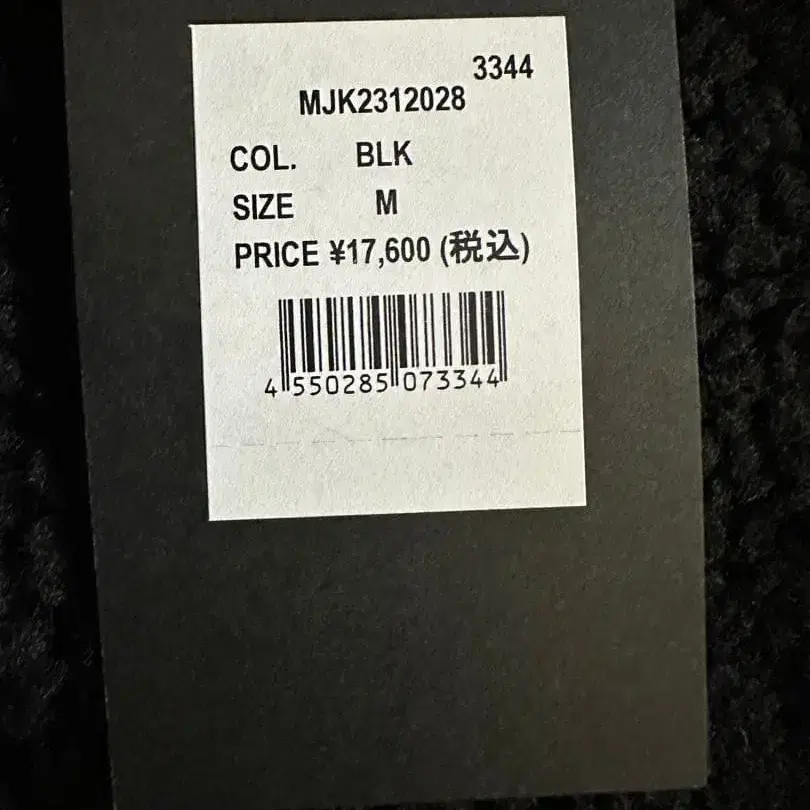 3344
MJK2312028
COL. BLK
SIZE M
PRICE ¥17,600 (税込)
4 550285 073344